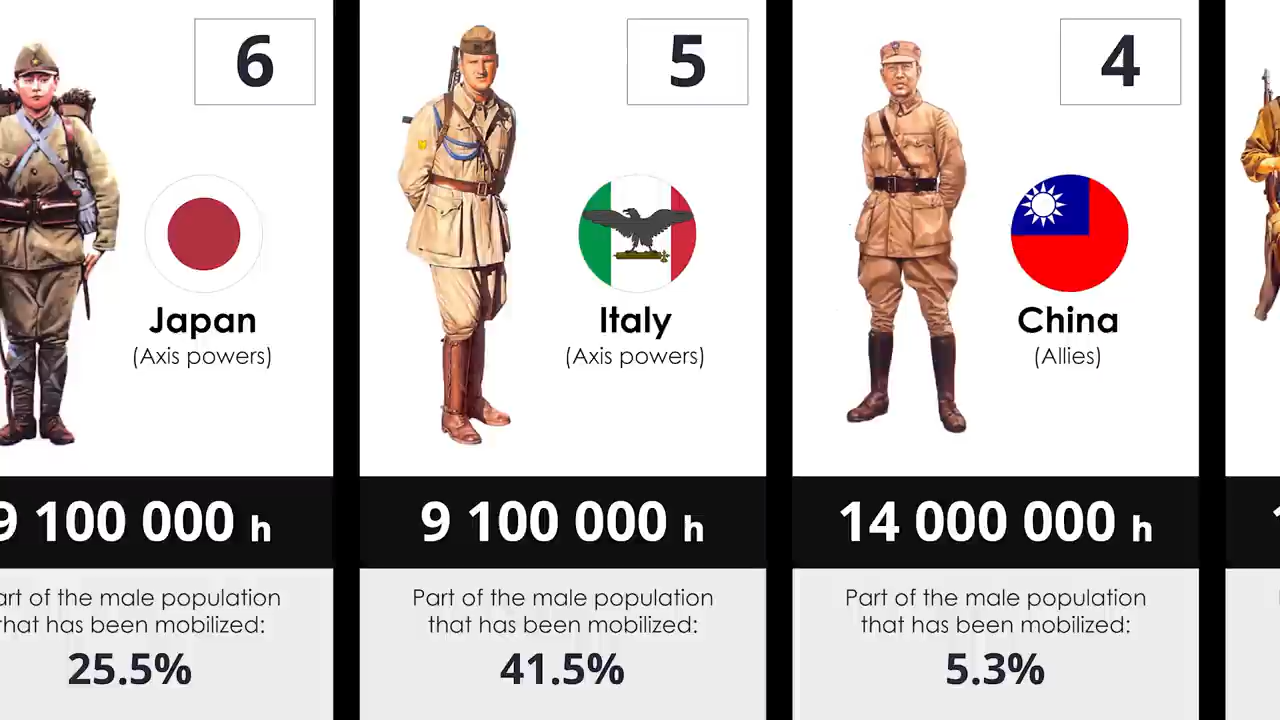 6
Japan
(Axis powers)
9 100 000 h
art of the male population
that has been mobilized:
25.5%
5
Italy
(Axis powers)
9 100 000 h
Part of the male population
that has been mobilized:
41.5%
4
China
(Allies)
14 000 000 h
Part of the male population
that has been mobilized:
5.3%